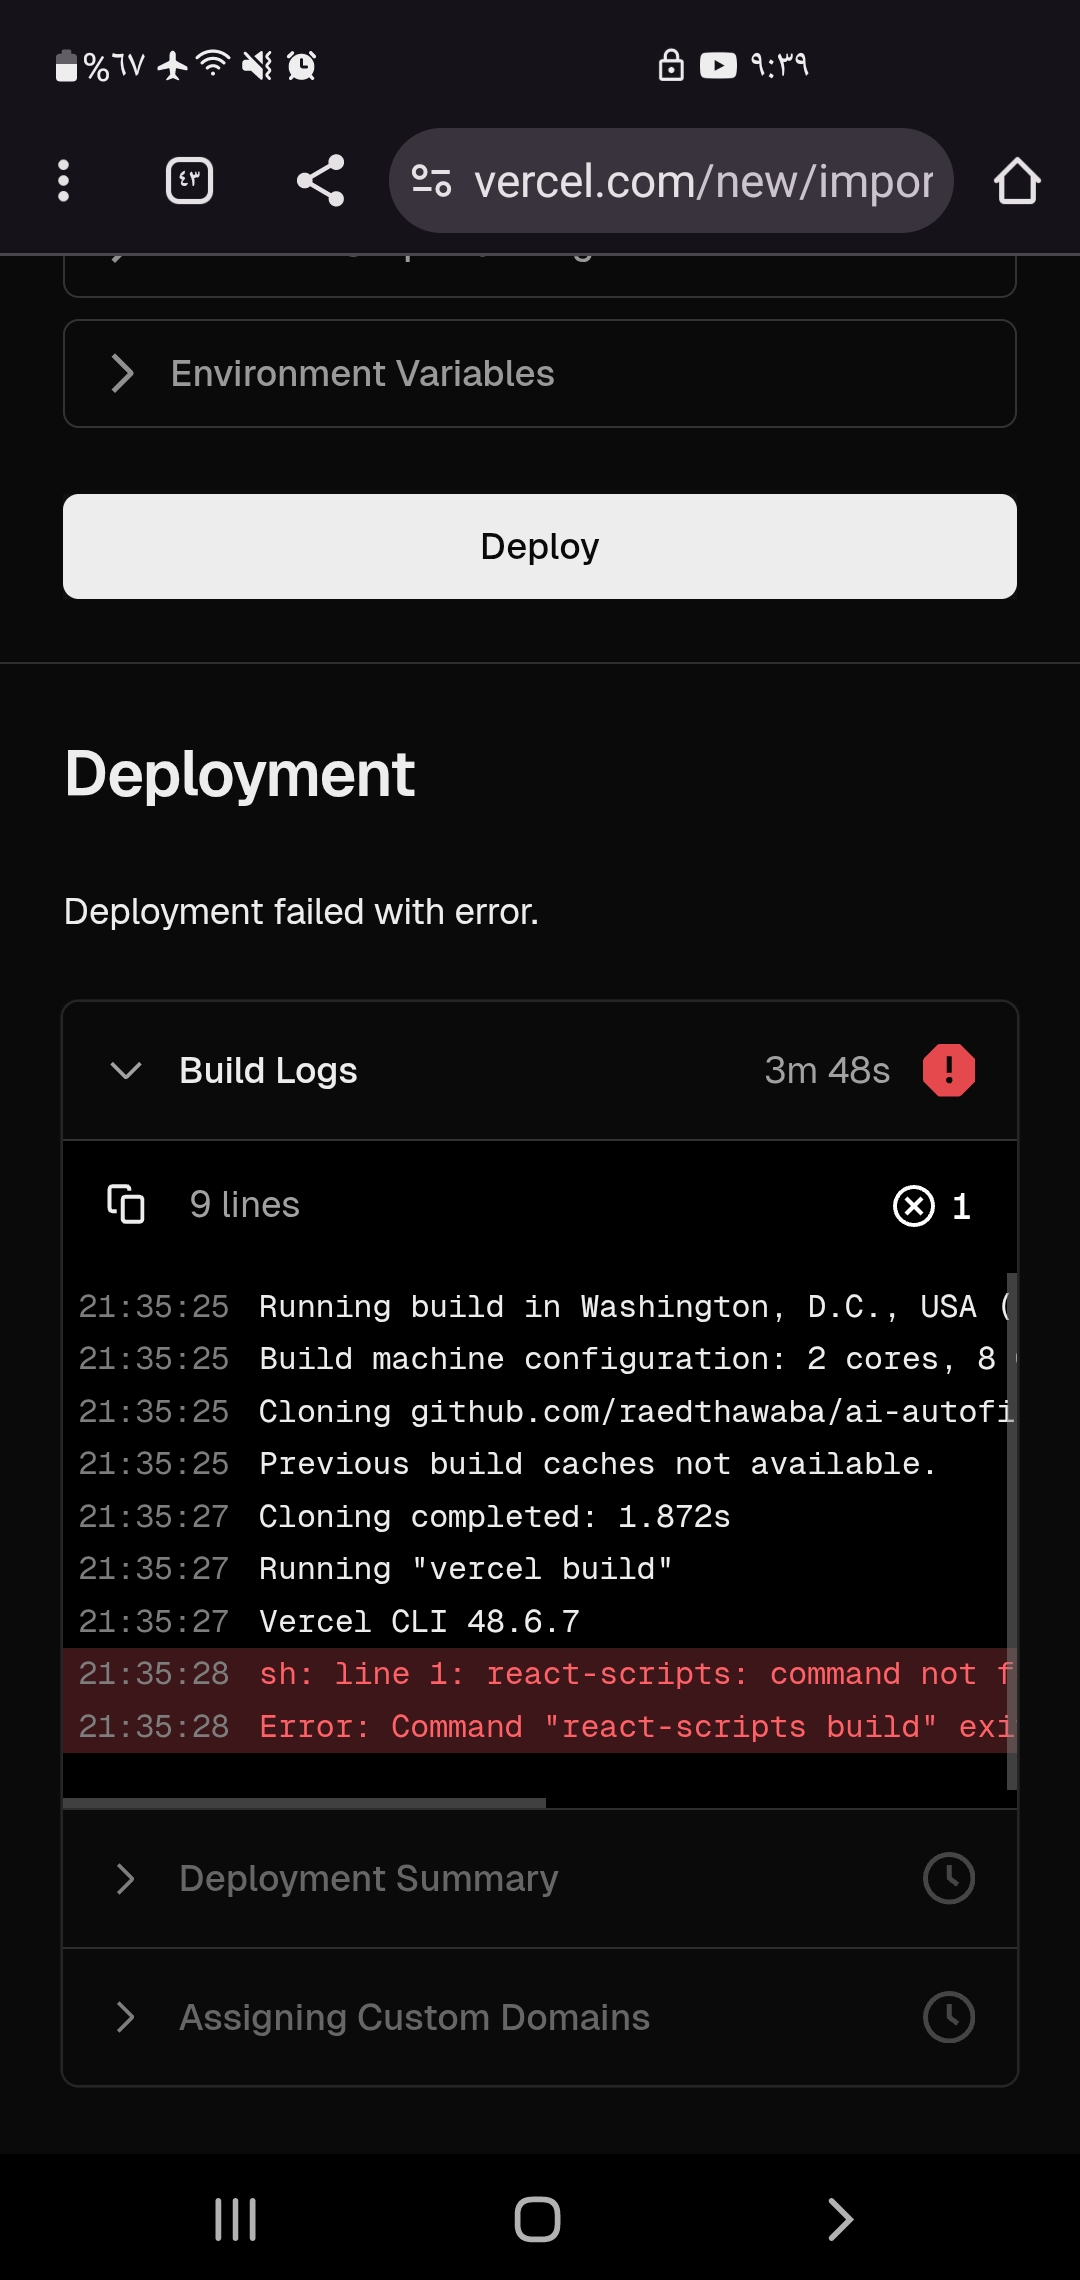 %٦٧
٩:٣٩
٤٣
vercel.com/new/impor
Environment Variables
Deploy
Deployment
Deployment failed with error.
Build Logs
3m 48s
9 lines
1
21:35:25 Running build in Washington, D.C., USA (
21:35:25 Build machine configuration: 2 cores, 8
21:35:25 Cloning github.com/raedthawaba/ai-autofi
21:35:25 Previous build caches not available.
21:35:27 Cloning completed: 1.872s
21:35:27 Running "vercel build"
21:35:27 Vercel CLI 48.6.7
21:35:28 sh: line 1: react-scripts: command not f
21:35:28 Error: Command "react-scripts build" exi
Deployment Summary
Assigning Custom Domains